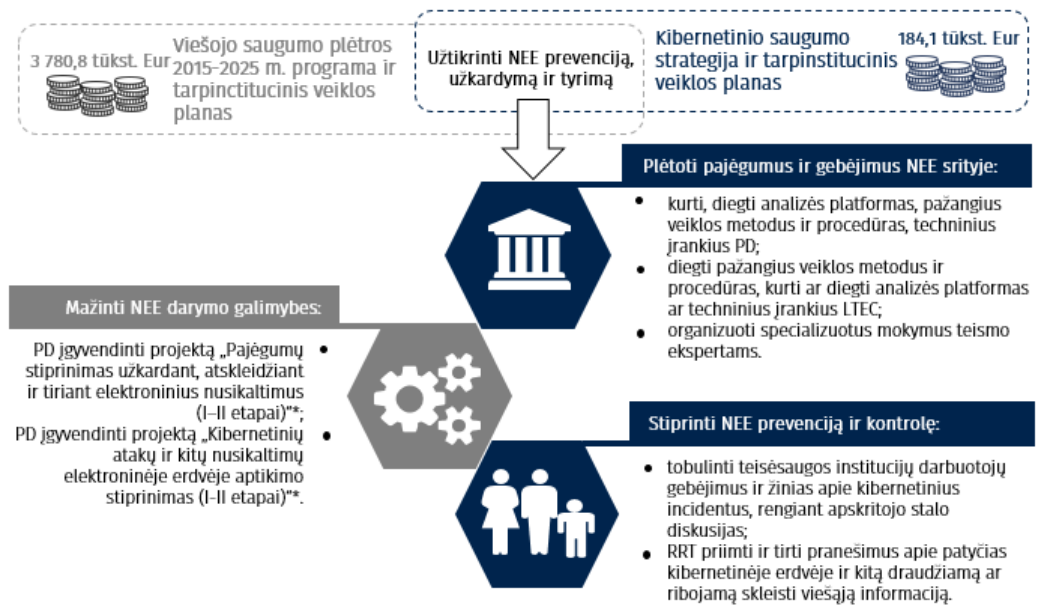 3 780,8 tūkst. Eur
Viešojo saugumo plėtros
2015-2025 m. programa ir
tarpinctitucinis veiklos
planas
Užtikrinti NEE prevenciją,
užkardymą ir tyrimą
Kibernetinio saugumo
strategija ir tarpinstitucinis
veiklos planas
184,1 tūkst. Eur
Plėtoti pajėgumus ir gebėjimus NEE srityje:
• kurti, diegti analizės platformas, pažangius
veiklos metodus ir procedūras, techninius
įrankius PD;
• diegti pažangius veiklos metodus ir
procedūras, kurti ar diegti analizės platformas
ar techninius įrankius LTEC;
• organizuoti specializuotus mokymus teismo
ekspertams.
Mažinti NEE darymo galimybes:
PD įgyvendinti projektą „Pajėgumų •
stiprinimas užkardant, atskleidžiant
ir tiriant elektroninius nusikaltimus
(I–II etapai)”*;
PD įgyvendinti projektą „Kibernetinių •
atakų ir kitų nusikaltimų
elektroninėje erdvėje aptikimo
stiprinimas (I-II etapai)”*.
Stiprinti NEE prevenciją ir kontrolę:
• tobulinti teisėsaugos institucijų darbuotojų
gebėjimus ir žinias apie kibernetinius
incidentus, rengiant apskritojo stalo
diskusijas;
• RRT priimti ir tirti pranešimus apie patyčias
kibernetinėje erdvėje ir kitą draudžiamą ar
ribojamą skleisti viešąją informaciją.